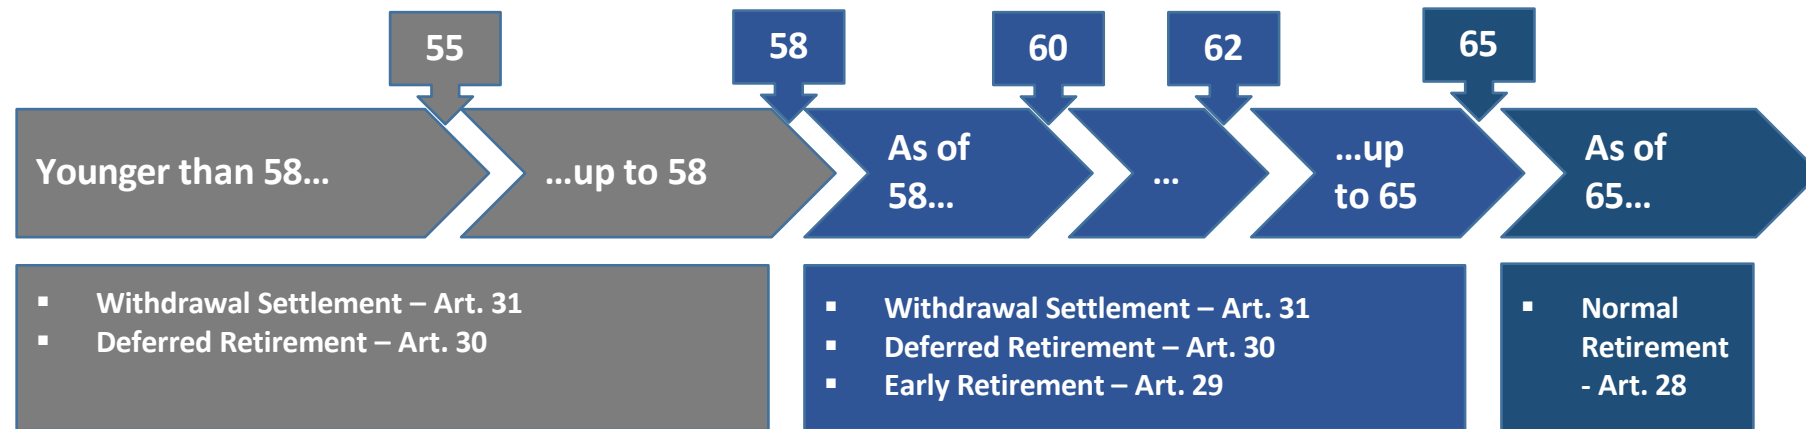 55
58
60
62
65
Younger than 58...
...up to 58
As of
58...
...
...up
to 65
As of
65...
▪ Withdrawal Settlement – Art. 31
▪ Deferred Retirement – Art. 30
▪ Withdrawal Settlement – Art. 31
▪ Deferred Retirement – Art. 30
▪ Early Retirement – Art. 29
▪ Normal
Retirement
- Art. 28